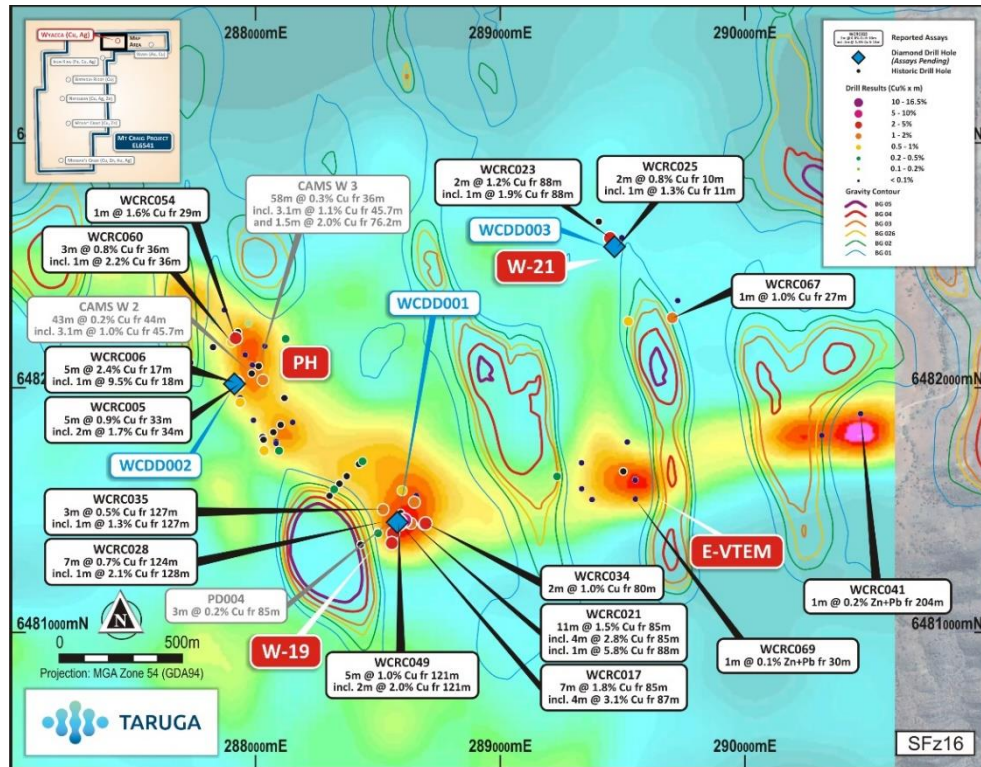 WYACCA (CU, AG)
MAP
AREA
MT CRAIG PROJECT
EL6541
288000mE
289000mE
290000mE
Reported Assays
Diamond Drill Hole
(Assays Pending)
Historic Drill Hole
Drill Results (Cu% x m)
10 - 16.5%
5 - 10%
2 - 5%
1 - 2%
0.5 - 1%
0.2 - 0.5%
0.1 - 0.2%
< 0.1%
Gravity Contour
BG 05
BG 04
BG 03
BG 026
BG 02
BG 01
WCRC054
1m @ 1.6% Cu fr 29m
CAMS W 3
58m @ 0.3% Cu fr 36m
incl. 3.1m @ 1.1% Cu fr 45.7m
and 1.5m @ 2.0% Cu fr 76.2m
WCRC023
2m @ 1.2% Cu fr 88m
incl. 1m @ 1.9% Cu fr 88m
WCRC025
2m @ 0.8% Cu fr 10m
incl. 1m @ 1.3% Cu fr 11m
WCRC060
3m @ 0.8% Cu fr 36m
incl. 1m @ 2.2% Cu fr 36m
WCDD003
W-21
CAMS W 2
43m @ 0.2% Cu fr 44m
incl. 3.1m @ 1.0% Cu fr 45.7m
WCDD001
WCRC067
1m @ 1.0% Cu fr 27m
WCRC006
5m @ 2.4% Cu fr 17m
incl. 1m @ 9.5% Cu fr 18m
PH
6482000mN
6482000mN
WCRC005
5m @ 0.9% Cu fr 33m
incl. 2m @ 1.7% Cu fr 34m
WCDD002
WCRC035
3m @ 0.5% Cu fr 127m
incl. 1m @ 1.3% Cu fr 127m
WCRC028
7m @ 0.7% Cu fr 124m
incl. 1m @ 2.1% Cu fr 128m
E-VTEM
PD004
3m @ 0.2% Cu fr 85m
WCRC034
2m @ 1.0% Cu fr 80m
WCRC041
1m @ 0.2% Zn+Pb fr 204m
WCRC021
11m @ 1.5% Cu fr 85m
incl. 4m @ 2.8% Cu fr 85m
incl. 1m @ 5.8% Cu fr 88m
6481000mN
6481000mN
N
0 500m
Projection: MGA Zone 54 (GDA94)
W-19
WCRC049
5m @ 1.0% Cu fr 121m
incl. 2m @ 2.0% Cu fr 121m
WCRC069
1m @ 0.1% Zn+Pb fr 30m
WCRC017
7m @ 1.8% Cu fr 85m
incl. 4m @ 3.1% Cu fr 87m
TARUGA
288000mE
289000mE
290000mE
SFz16